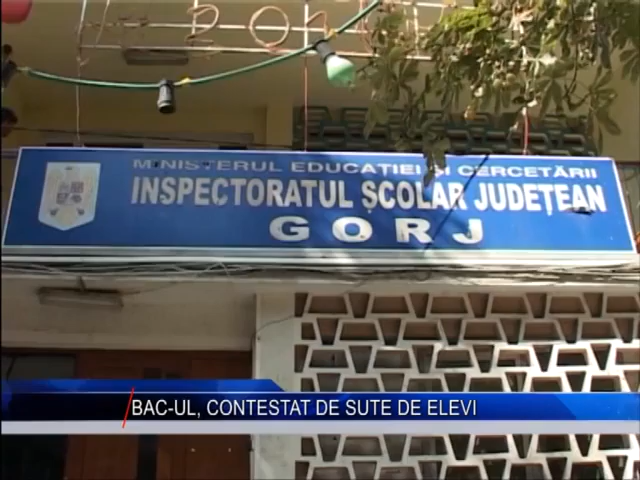 MINISTERUL EDUCAȚIEI ȘI CERCETĂRII
INSPECTORATUL ȘCOLAR JUDEȚEAN
GORJ
BAC-UL, CONTESTAT DE SUTE DE ELEVI